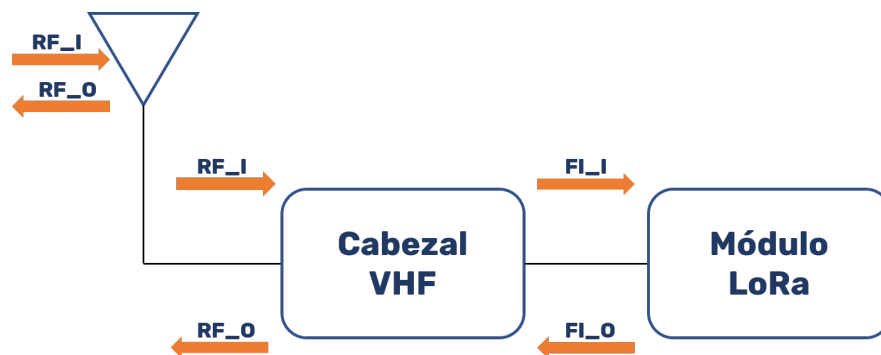 RF_I
RF_O
RF_I
FI_I
Cabezal
VHF
Módulo
LoRa
RF_O
FI_O